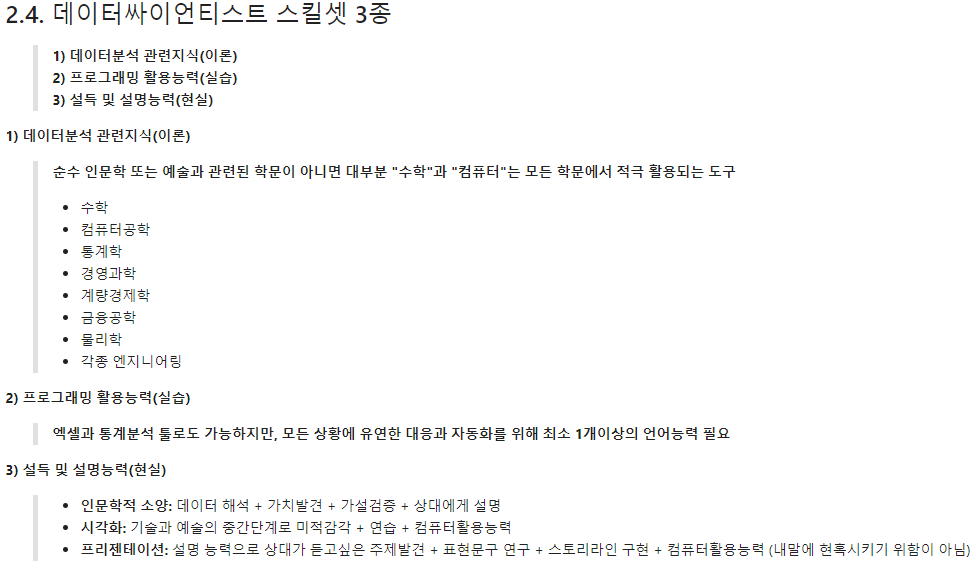 2.4. 데이터싸이언티스트 스킬셋 3종
1) 데이터분석 관련지식(이론)
2) 프로그래밍 활용능력(실습)
3) 설득 및 설명능력(현실)
1) 데이터분석 관련지식(이론)
순수 인문학 또는 예술과 관련된 학문이 아니면 대부분 "수학"과 "컴퓨터"는 모든 학문에서 적극 활용되는 도구
• 수학
• 컴퓨터공학
• 통계학
• 경영과학
• 계량경제학
• 금융공학
• 물리학
• 각종 엔지니어링
2) 프로그래밍 활용능력(실습)
엑셀과 통계분석 툴로도 가능하지만, 모든 상황에 유연한 대응과 자동화를 위해 최소 1개이상의 언어능력 필요
3) 설득 및 설명능력(현실)
• 인문학적 소양: 데이터 해석 + 가치발견 + 가설검증 + 상대에게 설명
• 시각화: 기술과 예술의 중간단계로 미적감각 + 연습 + 컴퓨터활용능력
• 프리젠테이션: 설명 능력으로 상대가 듣고싶은 주제발견 + 표현문구 연구 + 스토리라인 구현 + 컴퓨터활용능력 (내말에 현혹시키기 위함이 아님)